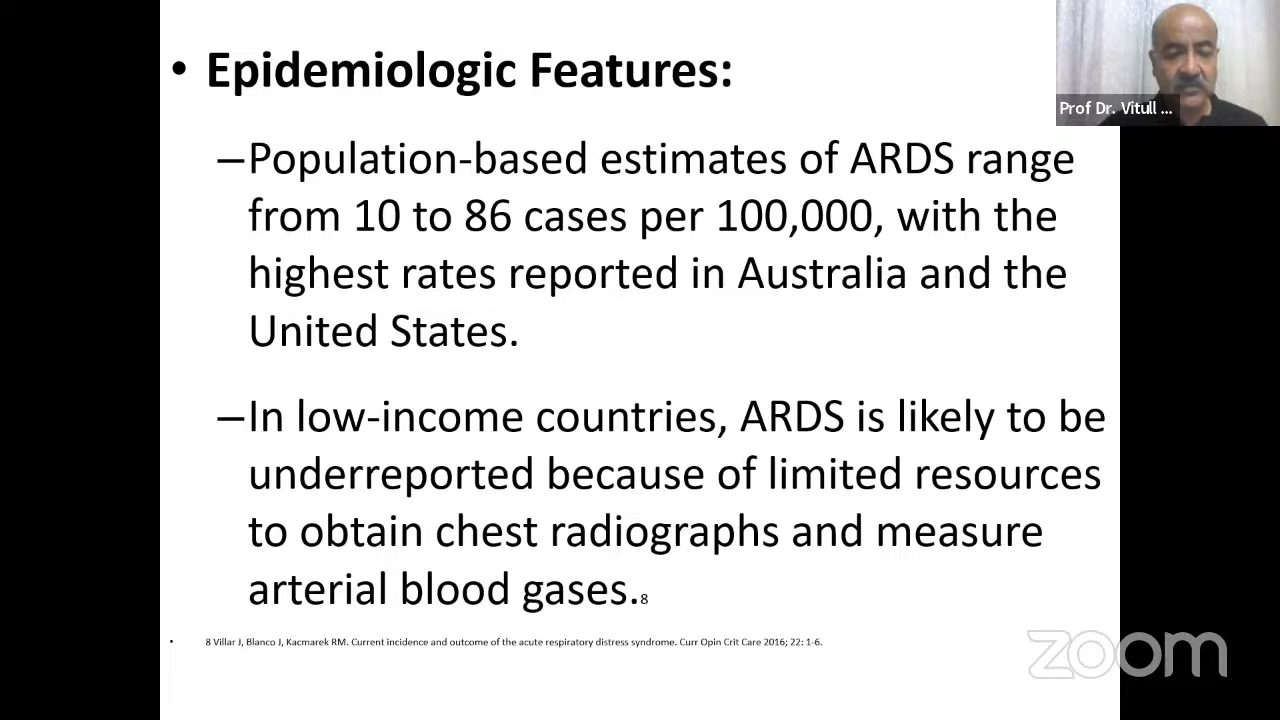 • Epidemiologic Features:
–Population-based estimates of ARDS range
from 10 to 86 cases per 100,000, with the
highest rates reported in Australia and the
United States.
–In low-income countries, ARDS is likely to be
underreported because of limited resources
to obtain chest radiographs and measure
arterial blood gases.8
• 8 Villar J, Blanco J, Kacmarek RM. Current incidence and outcome of the acute respiratory distress syndrome. Curr Opin Crit Care 2016; 22: 1-6.
Prof Dr. Vitull ...
zoom